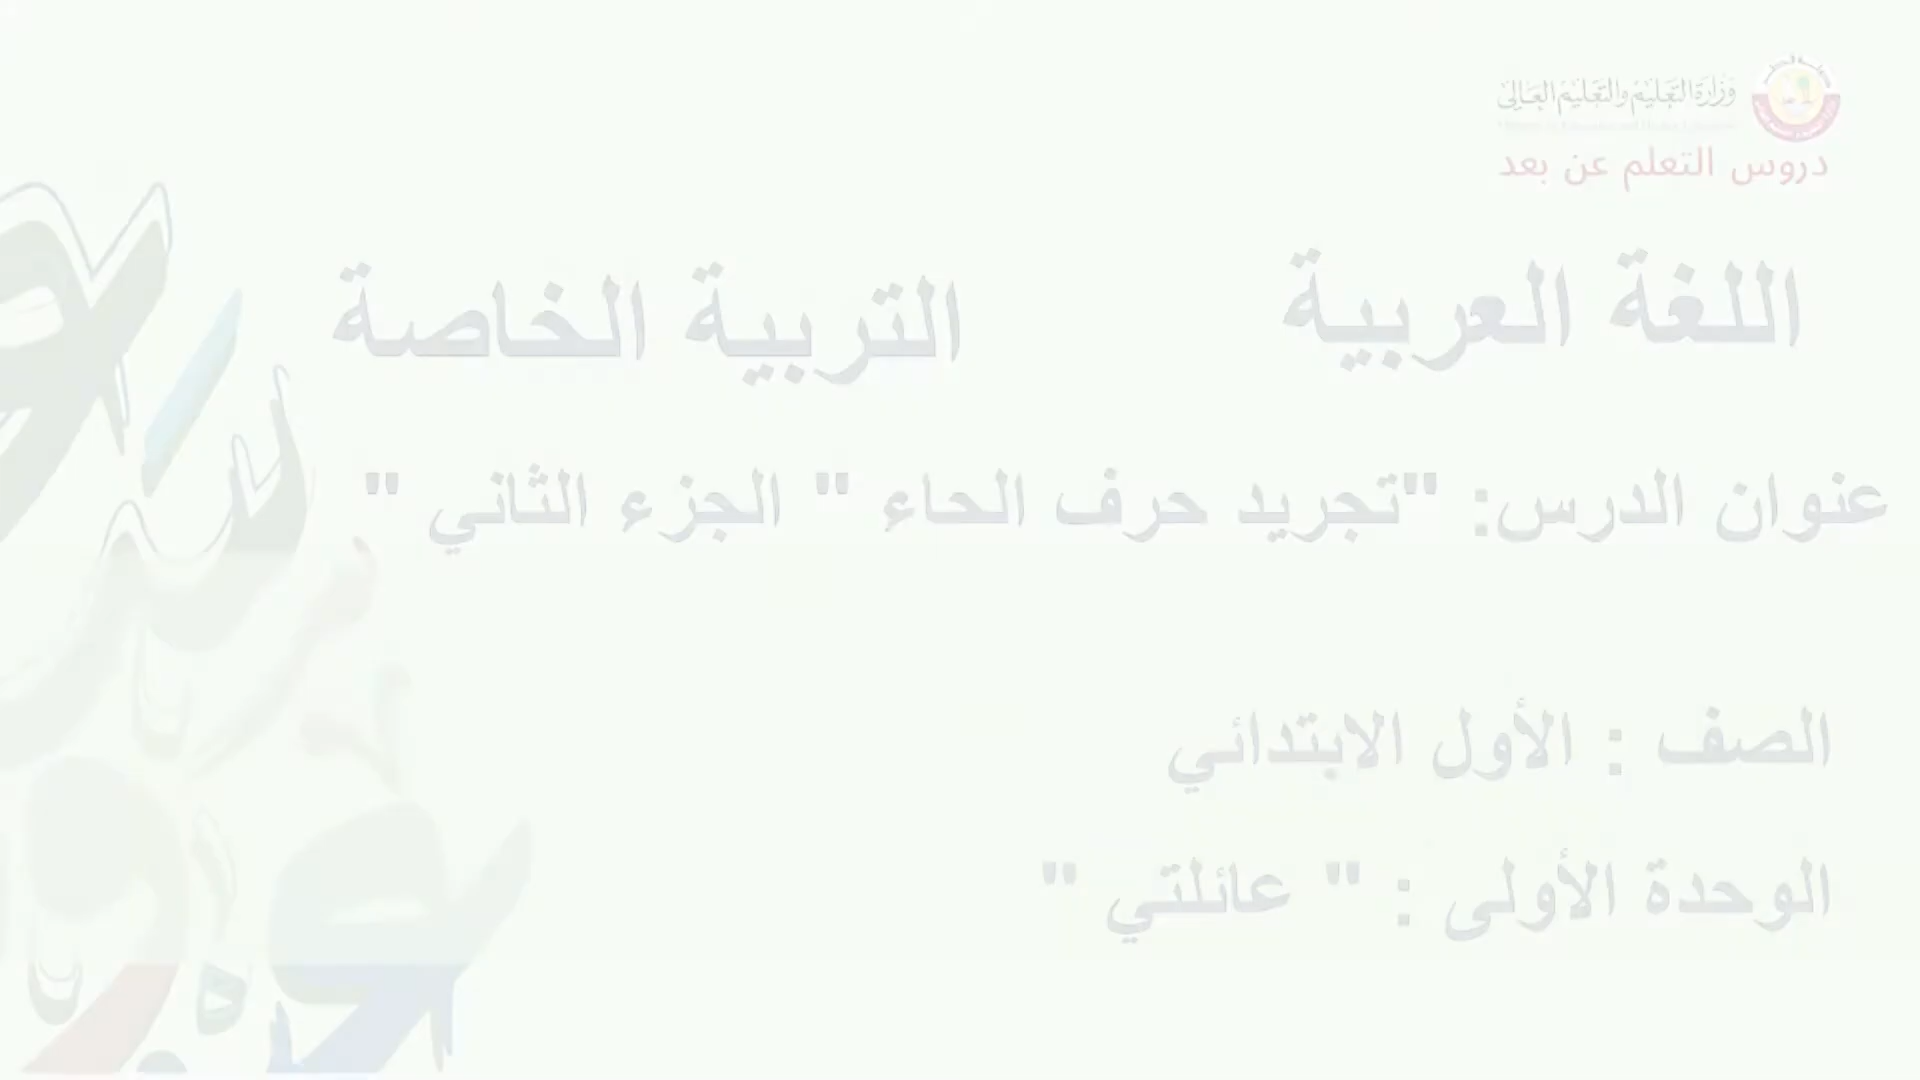 وزارة التعليم والتعليم العالي
دروس التعلم عن بعد
اللغة العربية
التربية الخاصة
عنوان الدرس: "تجريد حرف الحاء " الجزء الثاني "
الصف : الأول الابتدائي
الوحدة الأولى : " عائلتي "